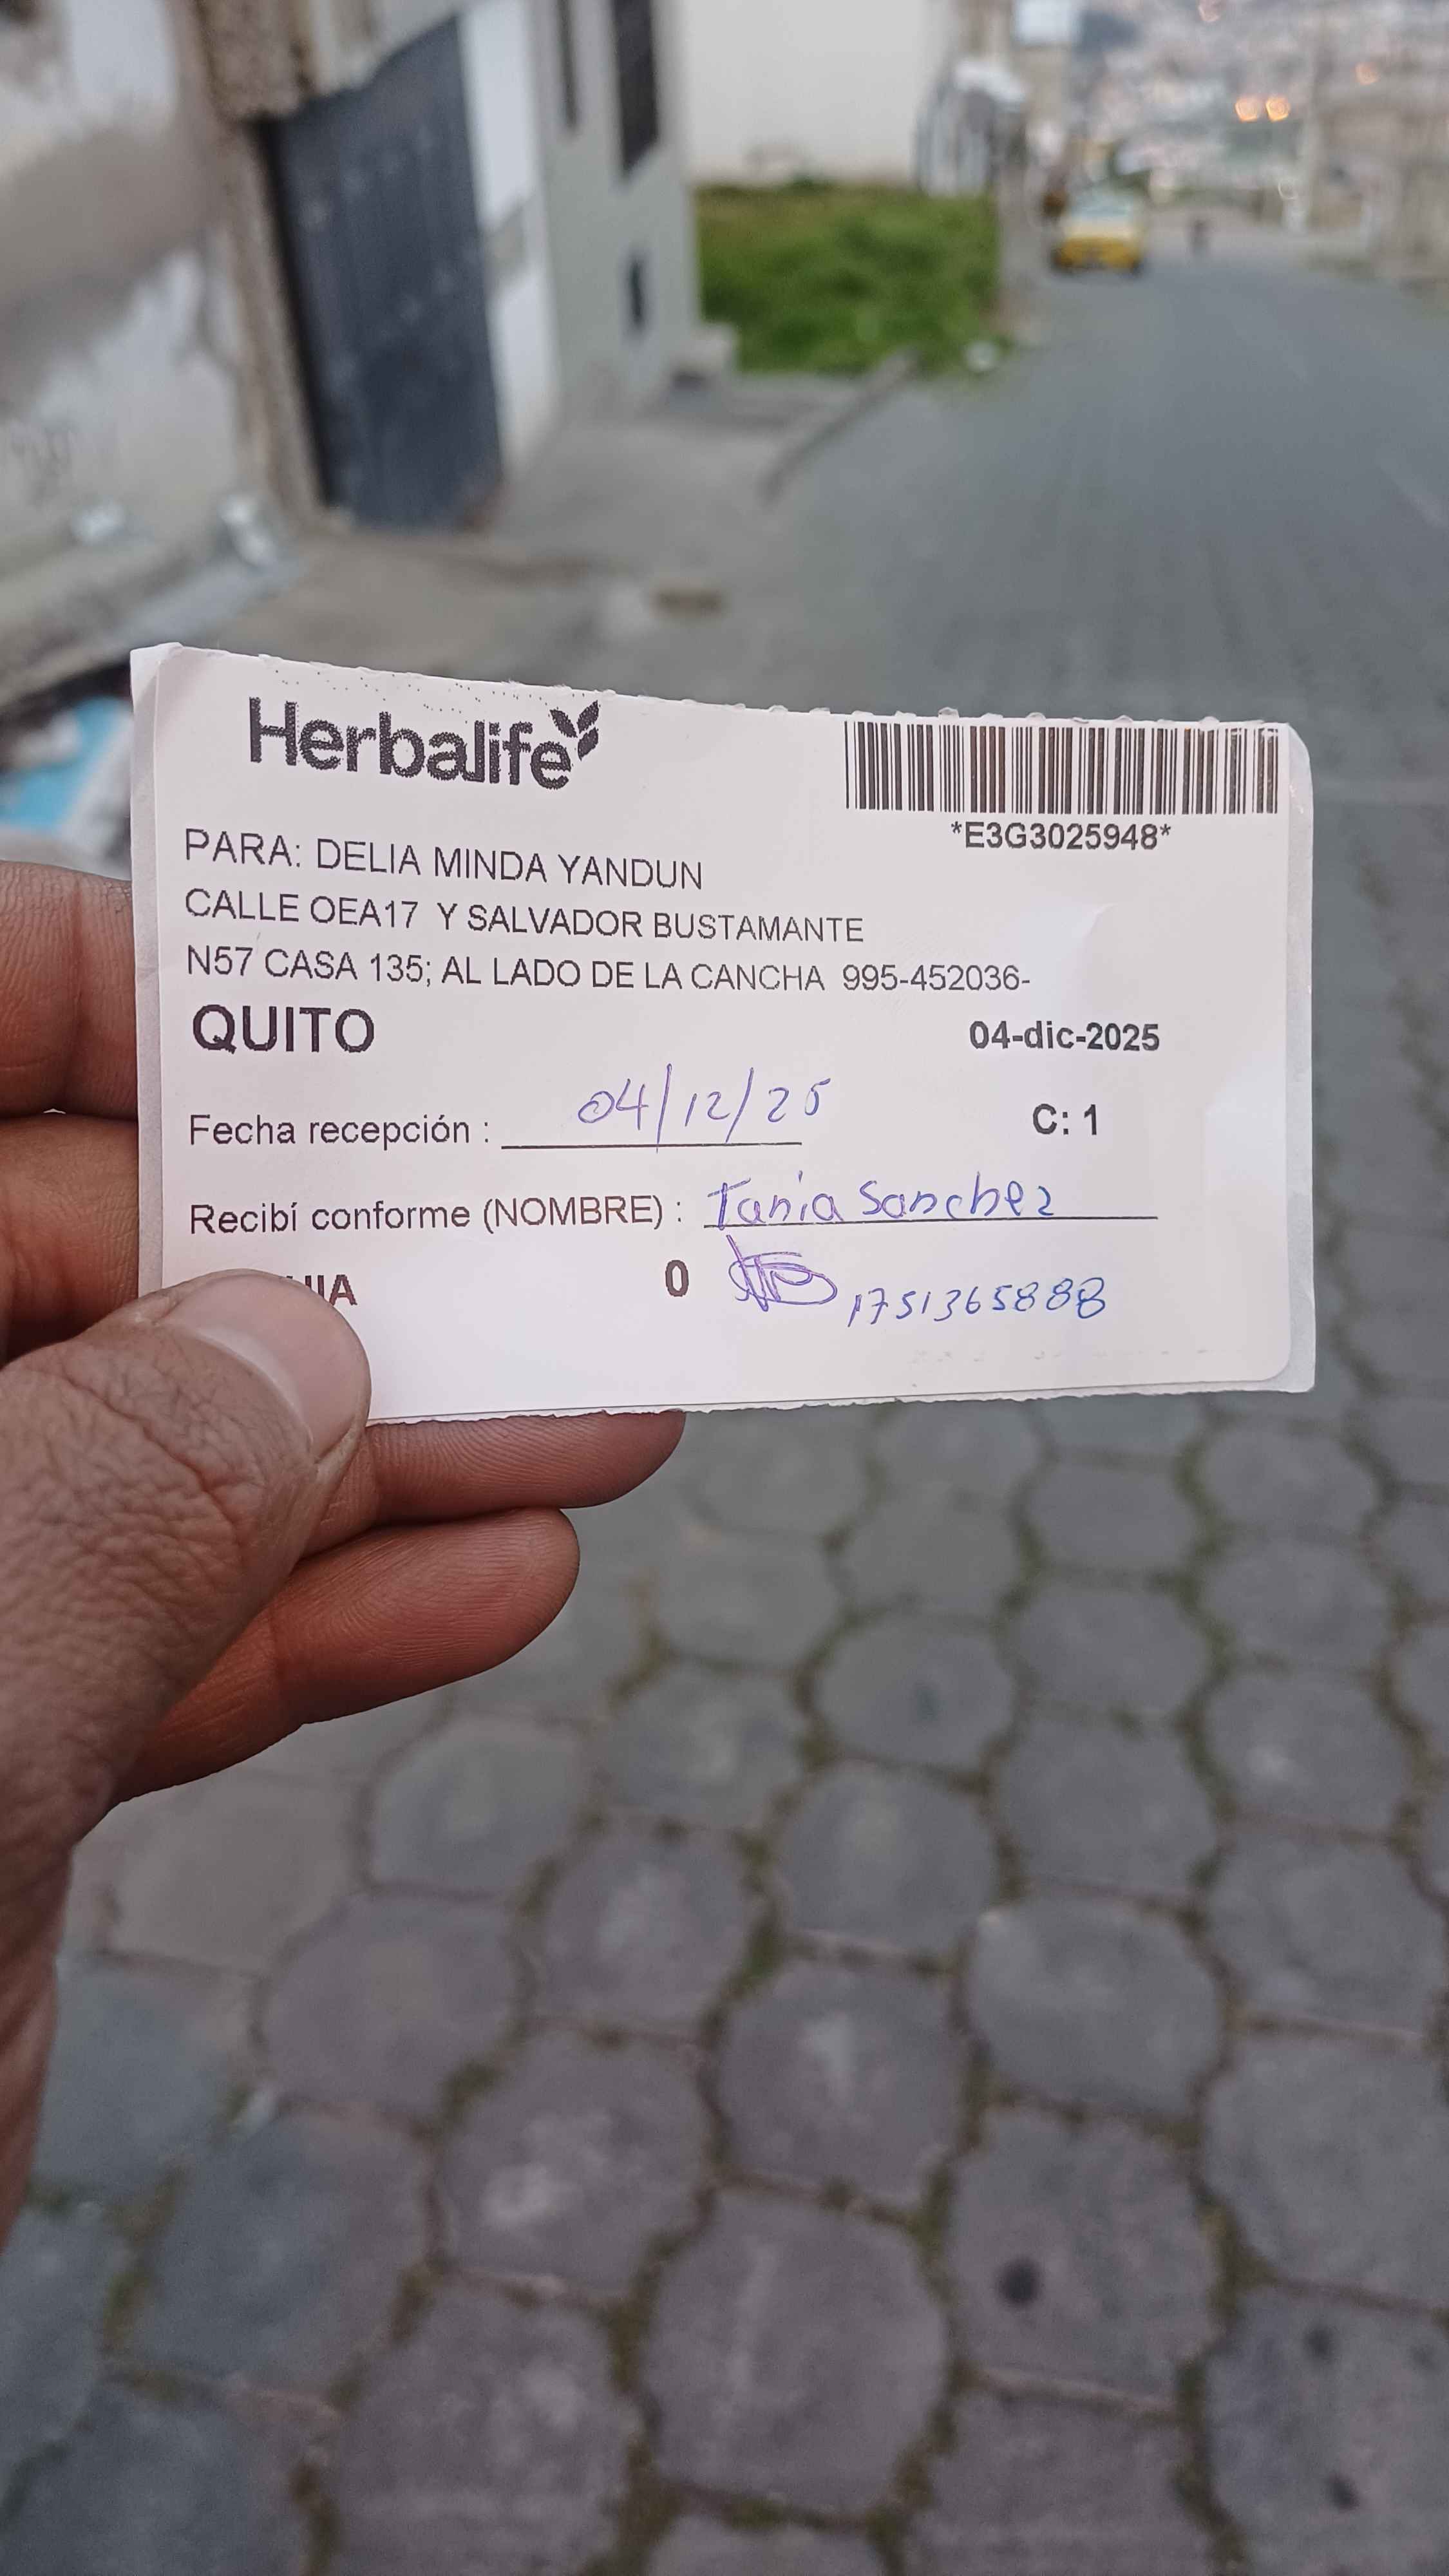 Herbalife
*E3G3025948*
PARA: DELIA MINDA YANDUN
CALLE OEA17 Y SALVADOR BUSTAMANTE
N57 CASA 135; AL LADO DE LA CANCHA 995-452036-
QUITO 04-dic-2025
Fecha recepción : 04/12/25 C: 1
Recibí conforme (NOMBRE) : Tania Sanchez
0 1751365888